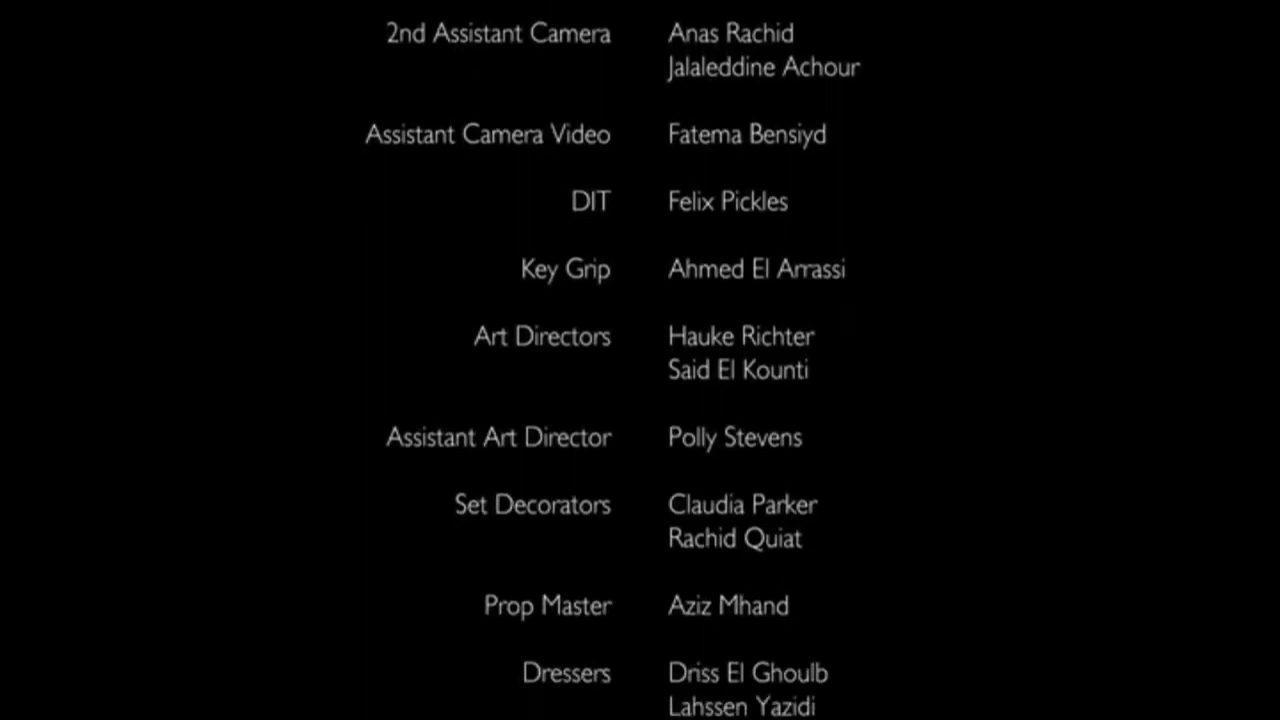 2nd Assistant Camera Anas Rachid
Jalaleddine Achour
Assistant Camera Video Fatema Bensiyd
DIT Felix Pickles
Key Grip Ahmed El Arrassi
Art Directors Hauke Richter
Said El Kounti
Assistant Art Director Polly Stevens
Set Decorators Claudia Parker
Rachid Quiat
Prop Master Aziz Mhand
Dressers Driss El Ghoulb
Lahssen Yazidi